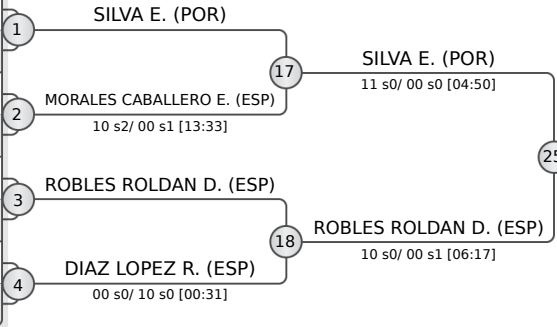 SILVA E. (POR)
1
17
SILVA E. (POR)
11 s0/ 00 s0 [04:50]
MORALES CABALLERO E. (ESP)
2
10 s2/ 00 s1 [13:33]
25
ROBLES ROLDAN D. (ESP)
3
18
ROBLES ROLDAN D. (ESP)
10 s0/ 00 s1 [06:17]
DIAZ LOPEZ R. (ESP)
4
00 s0/ 10 s0 [00:31]